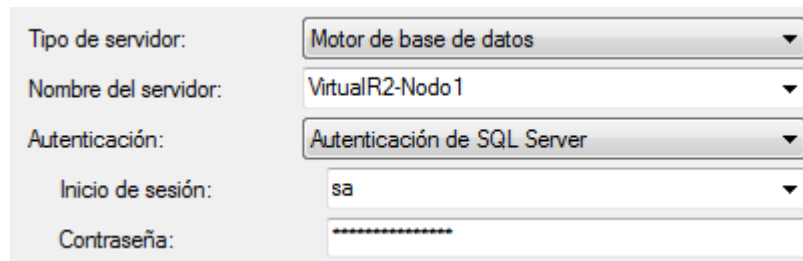 Tipo de servidor: Motor de base de datos
Nombre del servidor: VirtualR2-Nodo1
Autenticación: Autenticación de SQL Server
Inicio de sesión: sa
Contraseña: ***************